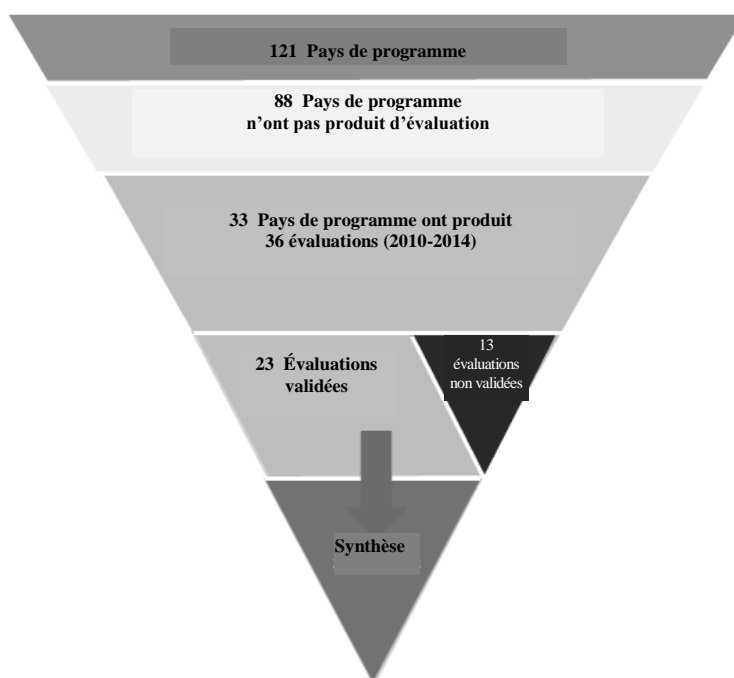 121 Pays de programme
88 Pays de programme
n'ont pas produit d'évaluation
33 Pays de programme ont produit
36 évaluations (2010-2014)
23 Évaluations
validées
13
évaluations
non validées
Synthèse